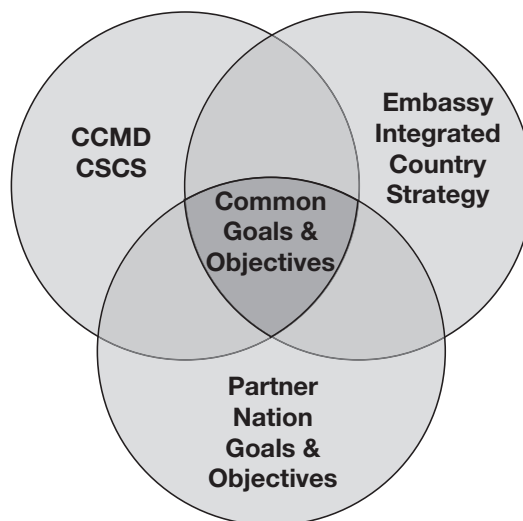 CCMD
CSCS
Embassy
Integrated
Country
Strategy
Common
Goals &
Objectives
Partner
Nation
Goals &
Objectives